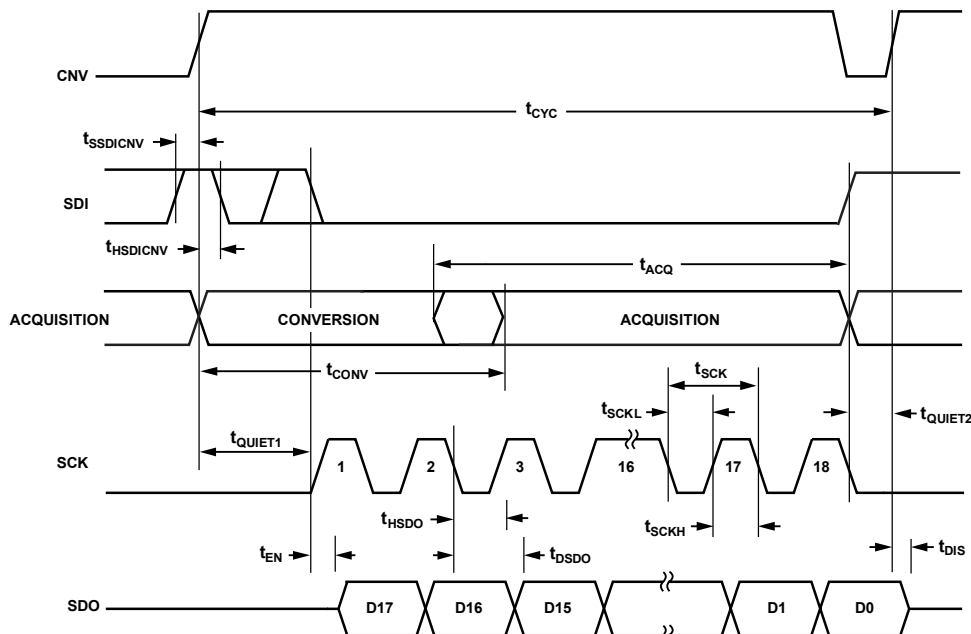 CNV
tCYC
tSSDICNV
SDI
tHSDICNV
tACQ
ACQUISITION CONVERSION ACQUISITION
tCONV
tSCK
tSCKL
tQUIET2
tQUIET1
SCK 1 2 3 16 17 18
tHSDO
tSCKH
tEN
tDSDO
tDIS
SDO D17 D16 D15 D1 D0